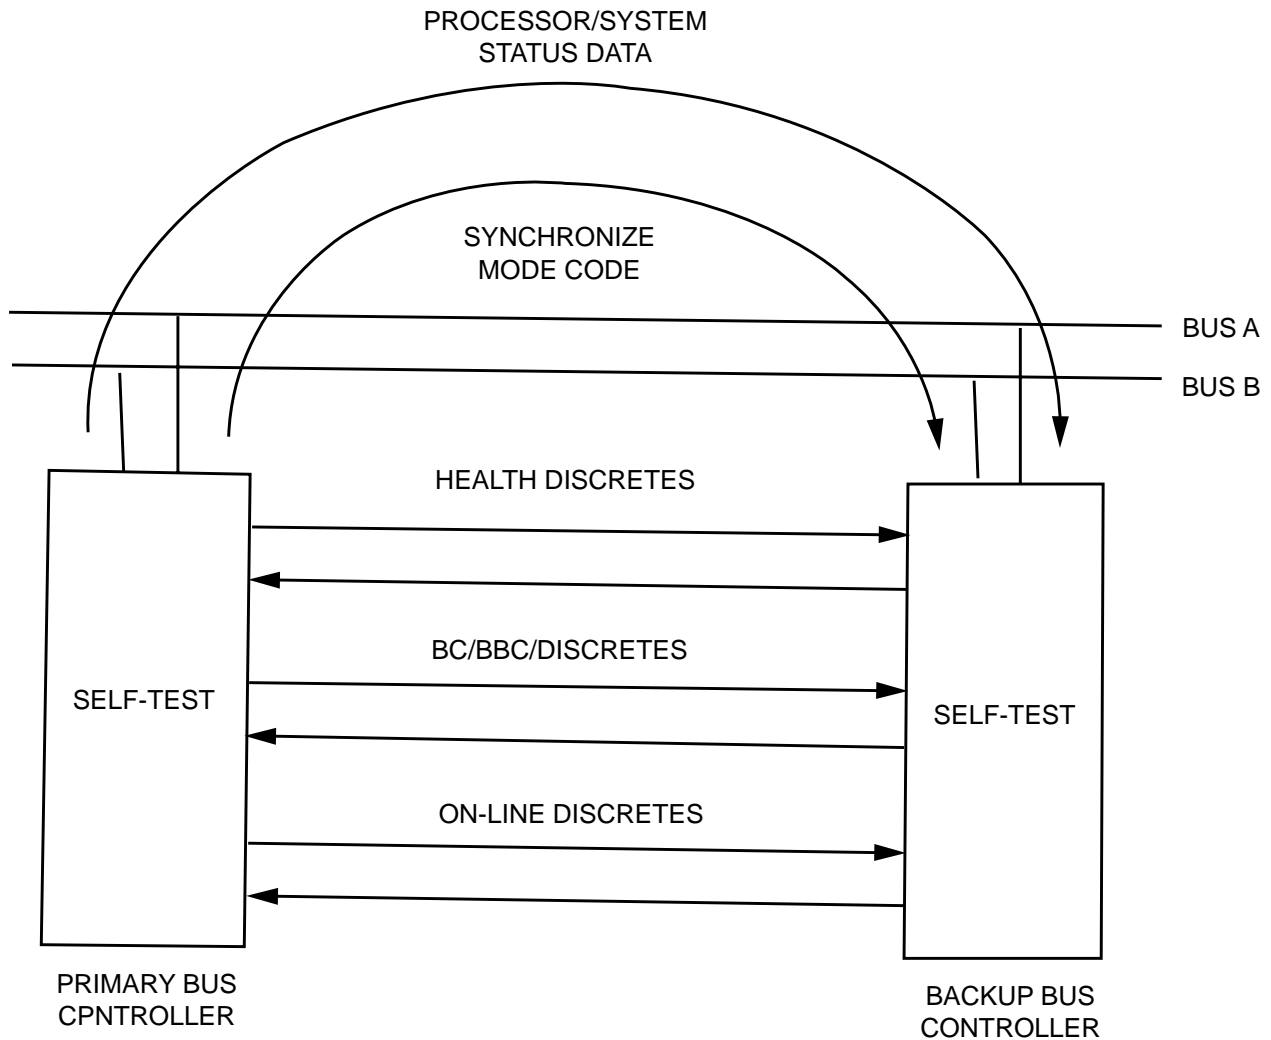 PROCESSOR/SYSTEM
STATUS DATA
SYNCHRONIZE
MODE CODE
BUS A
BUS B
HEALTH DISCRETES
BC/BBC/DISCRETES
SELF-TEST
SELF-TEST
ON-LINE DISCRETES
PRIMARY BUS
CPNTROLLER
BACKUP BUS
CONTROLLER